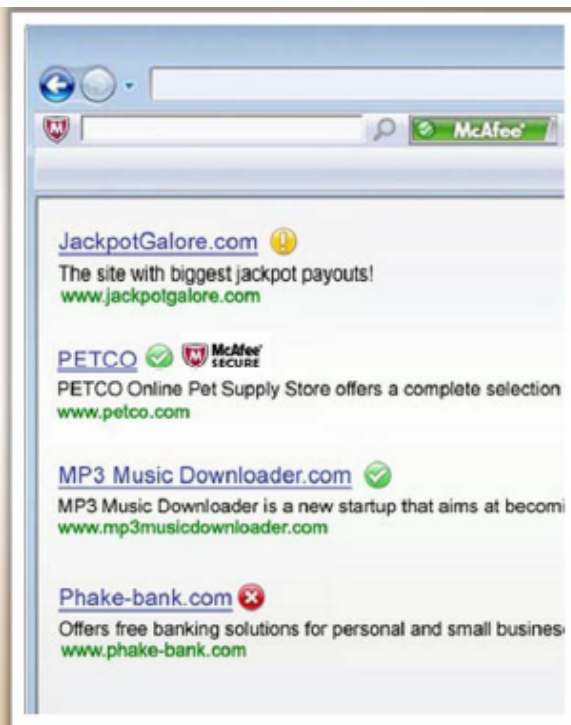 M
McAfee
JackpotGalore.com
The site with biggest jackpot payouts!
www.jackpotgalore.com
PETCO M McAfee SECURE
PETCO Online Pet Supply Store offers a complete selection
www.petco.com
MP3 Music Downloader.com
MP3 Music Downloader is a new startup that aims at becomi
www.mp3musicdownloader.com
Phake-bank.com
Offers free banking solutions for personal and small busines
www.phake-bank.com